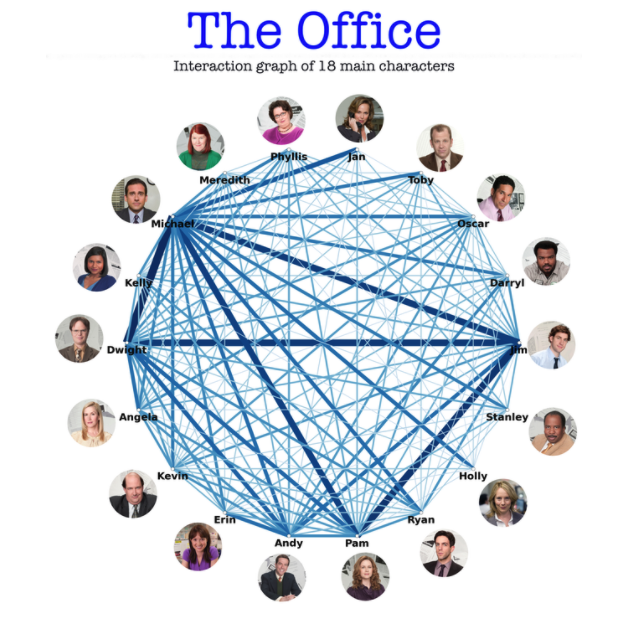 The Office
Interaction graph of 18 main characters
Phyllis
Jan
Meredith
Toby
Michael
Oscar
Kelly
Darryl
Dwight
Jim
Angela
Stanley
Kevin
Holly
Erin
Ryan
Andy
Pam